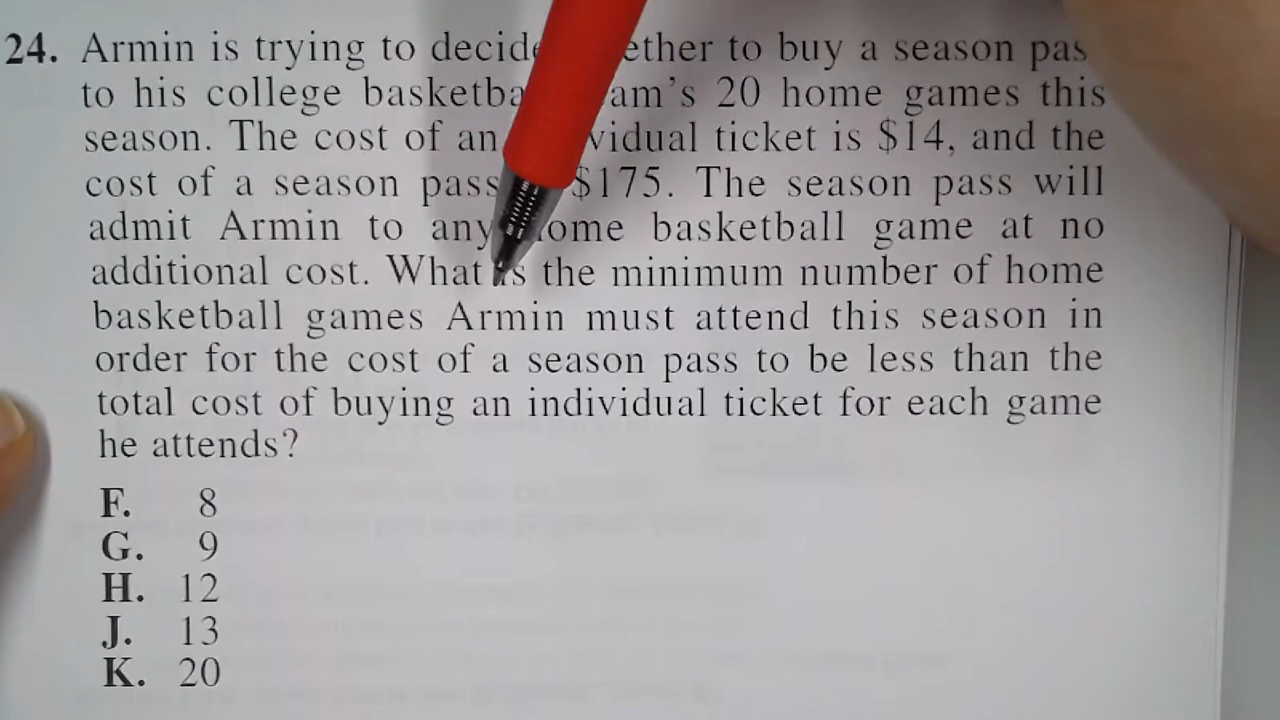 24. Armin is trying to decide ether to buy a season pas
to his college basketba am's 20 home games this
season. The cost of an vidual ticket is $14, and the
cost of a season pass $175. The season pass will
admit Armin to any ome basketball game at no
additional cost. What is the minimum number of home
basketball games Armin must attend this season in
order for the cost of a season pass to be less than the
total cost of buying an individual ticket for each game
he attends?
F. 8
G. 9
H. 12
J. 13
K. 20